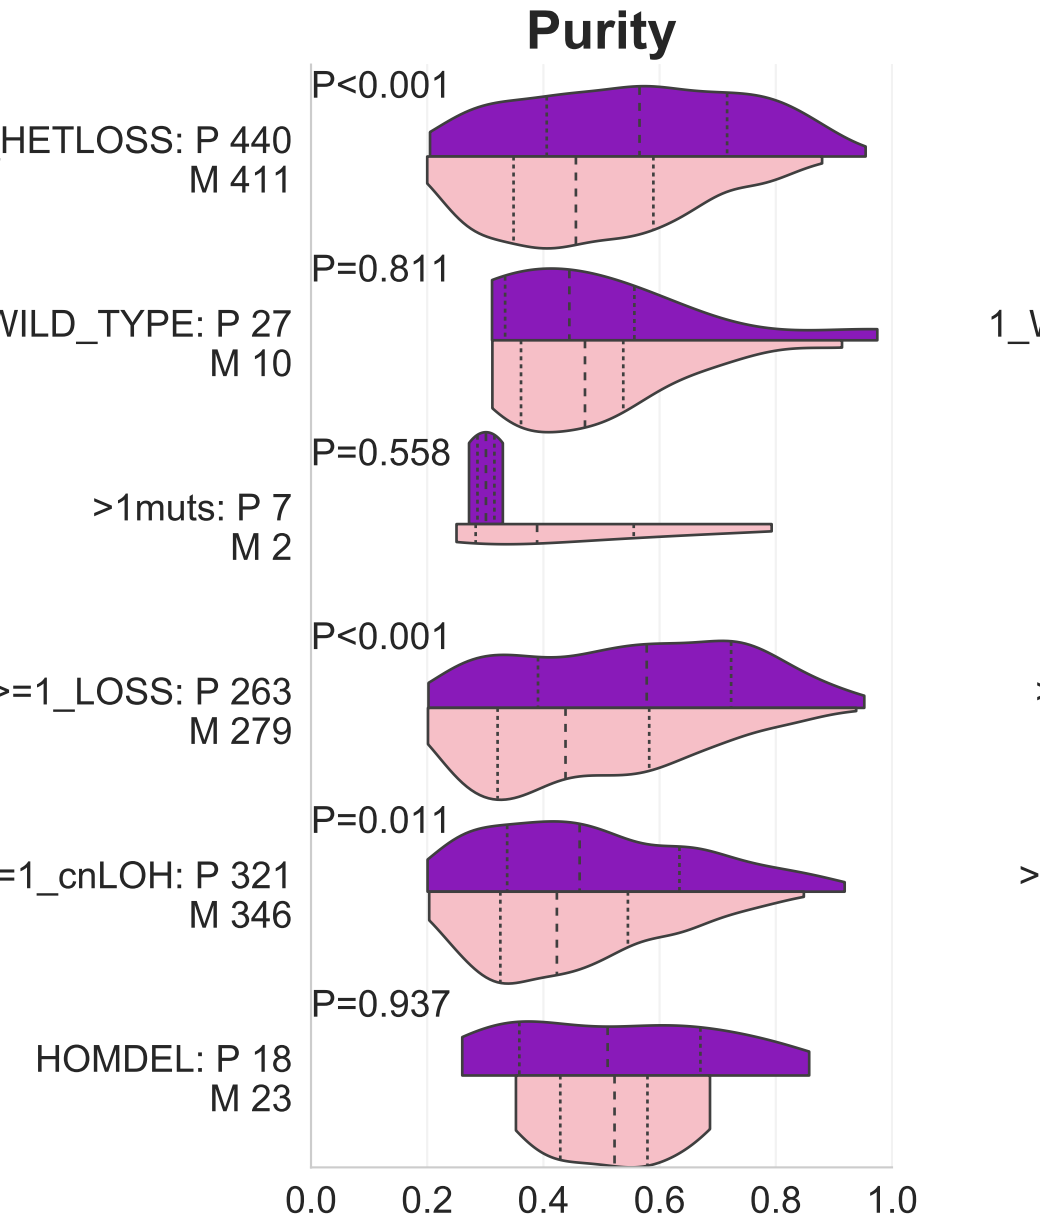 Purity
P<0.001
HETLOSS: P 440
M 411
P=0.811
WILD_TYPE: P 27
M 10
1_
P=0.558
>1muts: P 7
M 2
P<0.001
>=1_LOSS: P 263
M 279
P=0.011
=1_cnLOH: P 321
M 346
>
P=0.937
HOMDEL: P 18
M 23
0.0 0.2 0.4 0.6 0.8 1.0